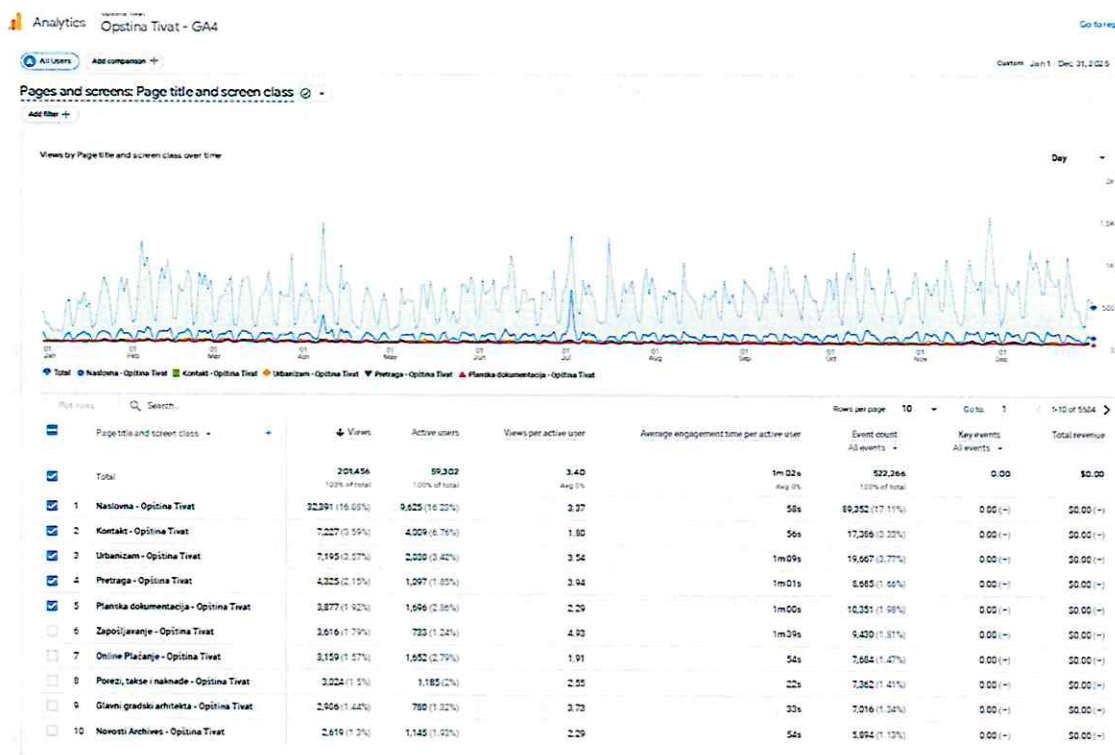 Analytics
Opstina Tivat - GA4
All Users
Add comparison +
Custom Jan 1 - Dec 31, 2025
Pages and screens: Page title and screen class
Add filter +
Views by Page title and screen class over time
Day
1.5K
1K
500
0
01 Jan 01 Feb 01 Mar 01 Apr 01 May 01 Jun 01 Jul 01 Aug 01 Sep 01 Oct 01 Nov 01 Dec
Total Naslovna - Opština Tivat Kontakt - Opština Tivat Urbanizam - Opština Tivat Pretraga - Opština Tivat Planska dokumentacija - Opština Tivat
Plot rows Search... Rows per page 10 Go to: 1 1-10 of 5504
Page title and screen class + Views Active users Views per active user Average engagement time per active user Event count Key events Total revenue
All events All events
Total 201,456 59,302 3.40 1m 02s 522,266 0.00 $0.00
100% of total 100% of total Avg 0% Avg 0% 100% of total
1 Naslovna - Opština Tivat 32,391 (16.08%) 9,625 (16.23%) 3.37 58s 89,352 (17.11%) 0.00 (–) $0.00 (–)
2 Kontakt - Opština Tivat 7,227 (3.59%) 4,009 (6.76%) 1.80 56s 17,386 (3.33%) 0.00 (–) $0.00 (–)
3 Urbanizam - Opština Tivat 7,195 (3.57%) 2,030 (3.42%) 3.54 1m 09s 19,667 (3.77%) 0.00 (–) $0.00 (–)
4 Pretraga - Opština Tivat 4,325 (2.15%) 1,097 (1.85%) 3.94 1m 01s 8,685 (1.66%) 0.00 (–) $0.00 (–)
5 Planska dokumentacija - Opština Tivat 3,877 (1.92%) 1,696 (2.86%) 2.29 1m 00s 10,351 (1.98%) 0.00 (–) $0.00 (–)
6 Zapošljavanje - Opština Tivat 3,616 (1.79%) 733 (1.24%) 4.93 1m 39s 9,430 (1.81%) 0.00 (–) $0.00 (–)
7 Online Plaćanje - Opština Tivat 3,159 (1.57%) 1,652 (2.79%) 1.91 54s 7,684 (1.47%) 0.00 (–) $0.00 (–)
8 Porezi, takse i naknade - Opština Tivat 3,024 (1.5%) 1,185 (2%) 2.55 22s 7,362 (1.41%) 0.00 (–) $0.00 (–)
9 Glavni gradski arhitekta - Opština Tivat 2,906 (1.44%) 780 (1.32%) 3.73 33s 7,016 (1.34%) 0.00 (–) $0.00 (–)
10 Novosti Archives - Opština Tivat 2,619 (1.3%) 1,145 (1.93%) 2.29 54s 5,894 (1.13%) 0.00 (–) $0.00 (–)